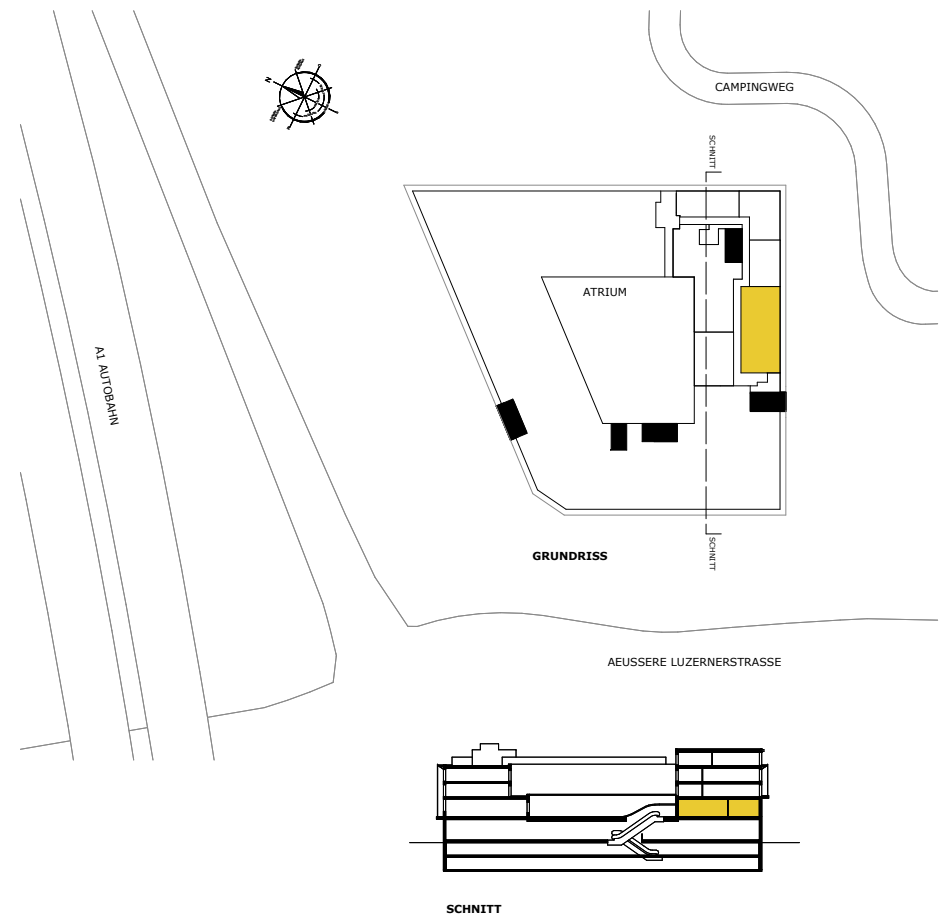 CAMPINGWEG
N
SCHNITT
ATRIUM
A1 AUTOBAHN
SCHNITT
GRUNDRISS
AEUSSERE LUZERNERSTRASSE
SCHNITT